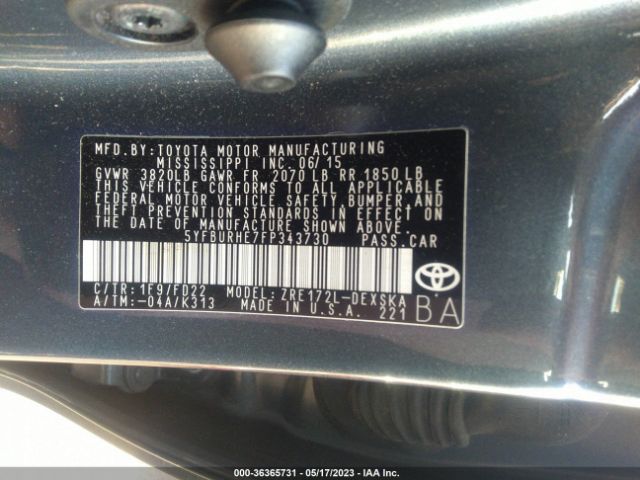 MFD.BY:TOYOTA MOTOR MANUFACTURING
MISSISSIPPI INC.06/15
GVWR 3820LB GAWR FR 2070 LB RR 1850 LB
THIS VEHICLE CONFORMS TO ALL APPLICABLE
FEDERAL MOTOR VEHICLE SAFETY, BUMPER, AND
THEFT PREVENTION STANDARDS IN EFFECT ON
THE DATE OF MANUFACTURE SHOWN ABOVE.
5YFBURHE7FP343730 PASS.CAR
C/TR:1F9/FD22 MODEL:ZRE172L-DEXSKA
A/TM:-04A/K313 MADE IN U.S.A. 221
BA
000-36365731 - 05/17/2023 - IAA Inc.